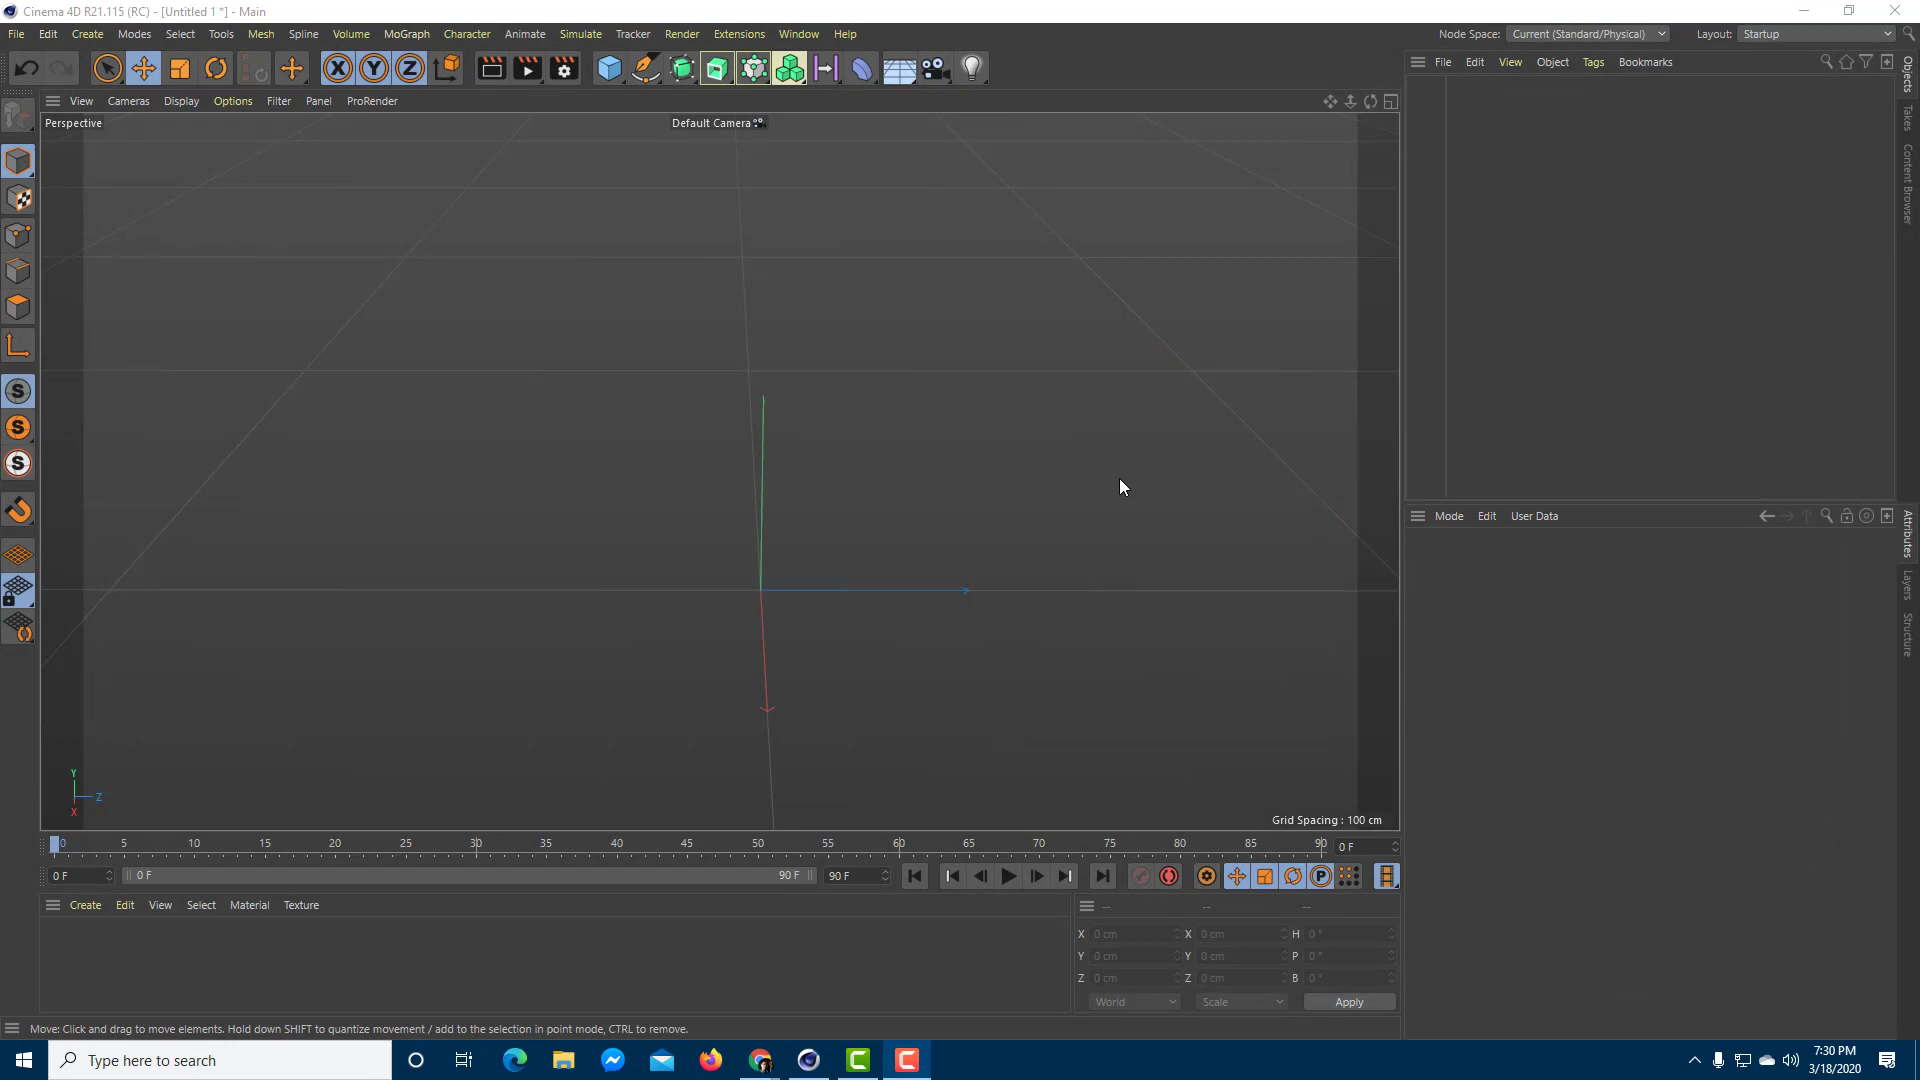 Cinema 4D R21.115 (RC) - [Untitled 1 *] - Main
File Edit Create Modes Select Tools Mesh Spline Volume MoGraph Character Animate Simulate Tracker Render Extensions Window Help
Node Space: Current (Standard/Physical) Layout: Startup
X Y Z
File Edit View Object Tags Bookmarks
View Cameras Display Options Filter Panel ProRender
Perspective
Default Camera
Objects
Takes
Content Browser
S
S
S
Mode Edit User Data
Attributes
Layers
Structure
Y
Z
X
Grid Spacing : 100 cm
0 5 10 15 20 25 30 35 40 45 50 55 60 65 70 75 80 85 90 0 F
0 F 0 F 90 F 90 F P
Create Edit View Select Material Texture
-- -- --
X 0 cm X 0 cm H 0 °
Y 0 cm Y 0 cm P 0 °
Z 0 cm Z 0 cm B 0 °
World Scale Apply
Move: Click and drag to move elements. Hold down SHIFT to quantize movement / add to the selection in point mode, CTRL to remove.
Type here to search
7:30 PM
3/18/2020